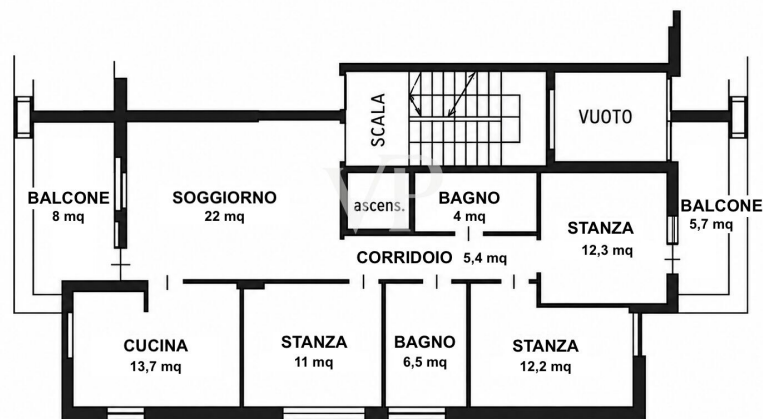 SCALA
VUOTO
VP
BALCONE
8 mq
SOGGIORNO
22 mq
ascens.
BAGNO
4 mq
STANZA
12,3 mq
BALCONE
5,7 mq
CORRIDOIO 5,4 mq
CUCINA
13,7 mq
STANZA
11 mq
BAGNO
6,5 mq
STANZA
12,2 mq